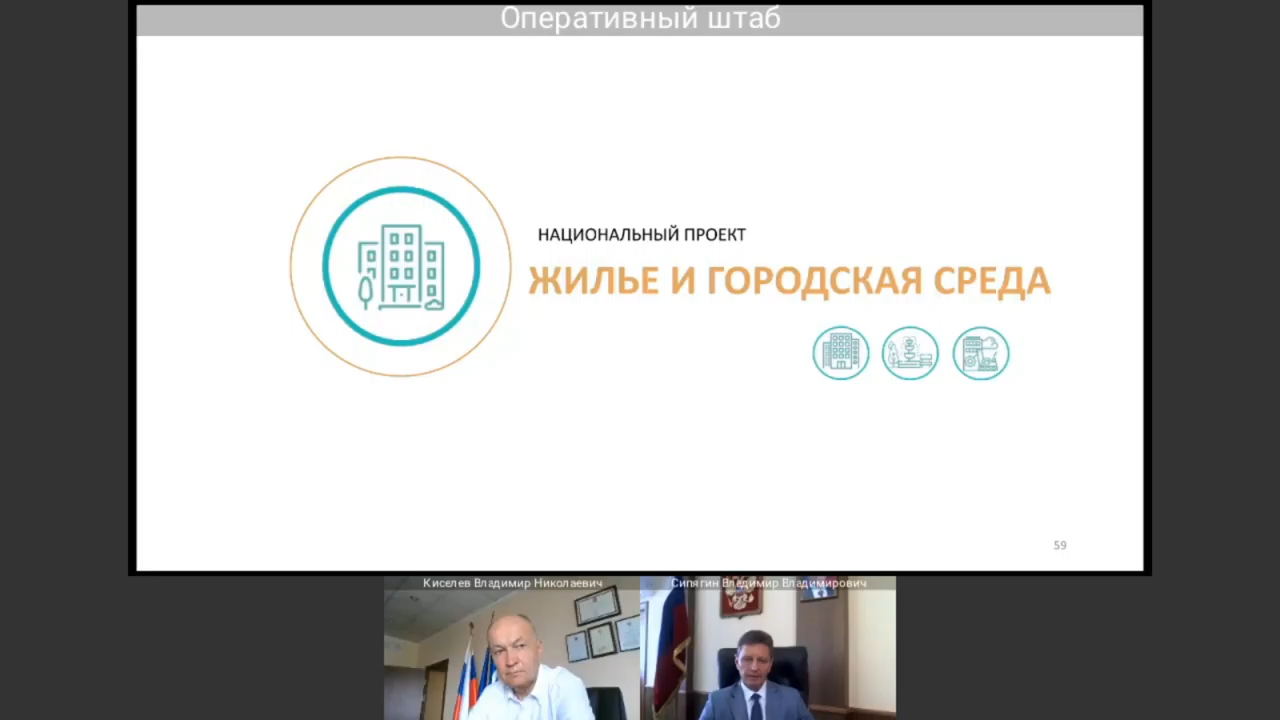 Оперативный штаб
НАЦИОНАЛЬНЫЙ ПРОЕКТ
ЖИЛЬЕ И ГОРОДСКАЯ СРЕДА
59
Киселев Владимир Николаевич
Сипягин Владимир Владимирович